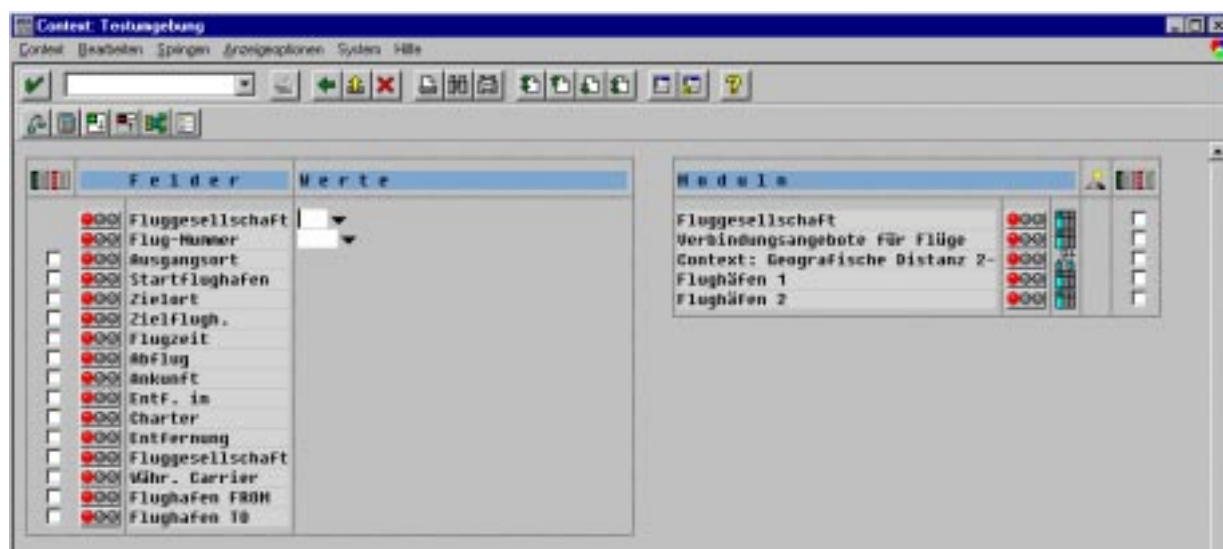 Context: Testumgebung
Context Bearbeiten Springen Anzeigeoptionen System Hilfe
Felder Werte
Fluggesellschaft
Flug-Nummer
Ausgangsort
Startflughafen
Zielort
Zielflugh.
Flugzeit
Abflug
Ankunft
Entf. in
Charter
Entfernung
Fluggesellschaft
Währ. Carrier
Flughafen FROM
Flughafen TO
Module
Fluggesellschaft
Verbindungsangebote für Flüge
Context: Geografische Distanz 2-
Flughäfen 1
Flughäfen 2